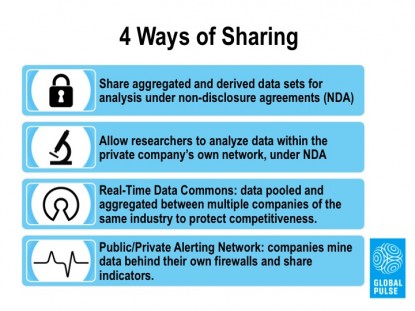 4 Ways of Sharing
Share aggregated and derived data sets for
analysis under non-disclosure agreements (NDA)
Allow researchers to analyze data within the
private company's own network, under NDA
Real-Time Data Commons: data pooled and
aggregated between multiple companies of the
same industry to protect competitiveness.
Public/Private Alerting Network: companies mine
data behind their own firewalls and share
indicators.
GLOBAL
PULSE